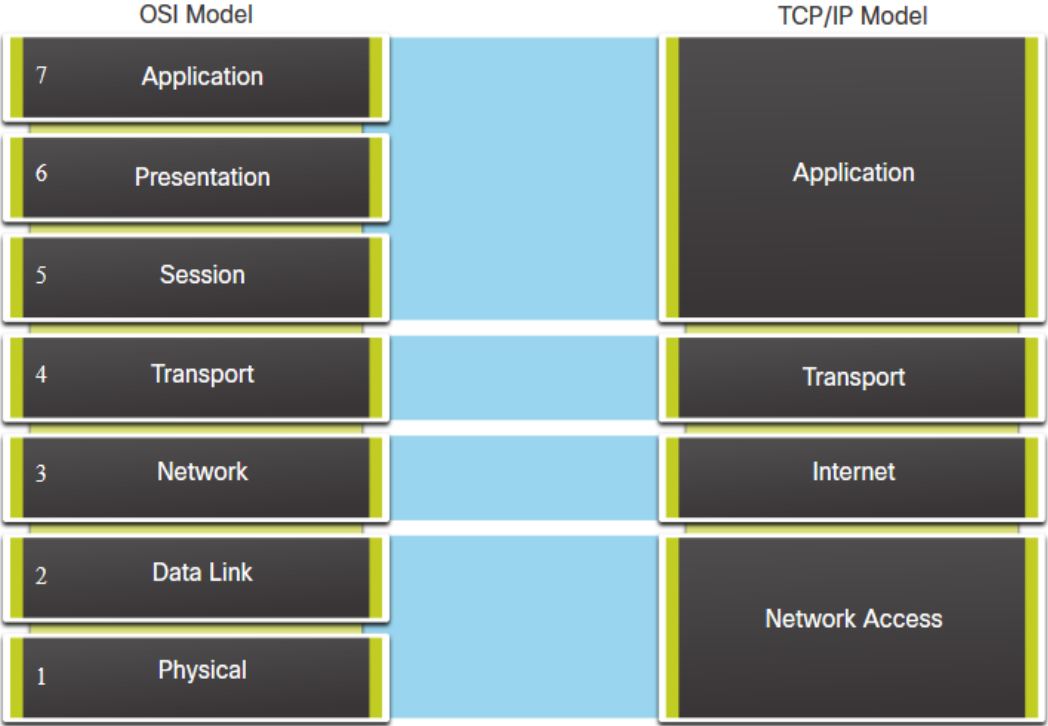 OSI Model
TCP/IP Model
7 Application
6 Presentation
5 Session
4 Transport
3 Network
2 Data Link
1 Physical
Application
Transport
Internet
Network Access